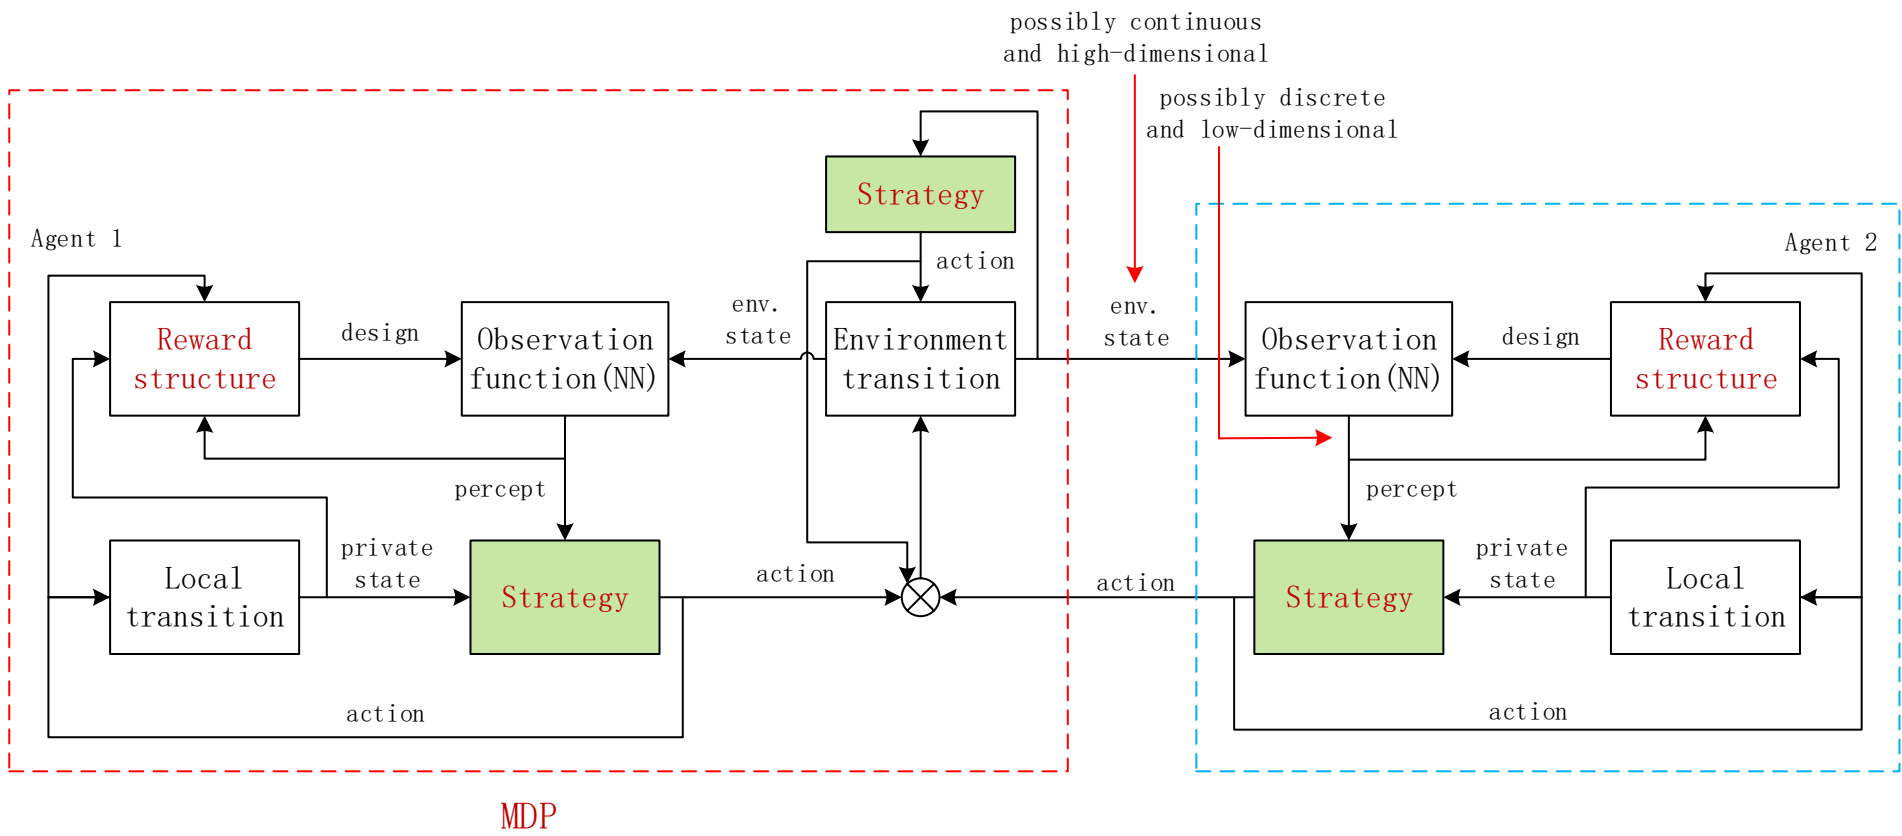 possibly continuous
and high-dimensional
possibly discrete
and low-dimensional
Strategy
Agent 1
Agent 2
action
Reward
structure
design
Observation
function(NN)
env.
state
Environment
transition
env.
state
Observation
function(NN)
design
Reward
structure
percept
percept
Local
transition
private
state
Strategy
action
action
Strategy
private
state
Local
transition
action
action
MDP